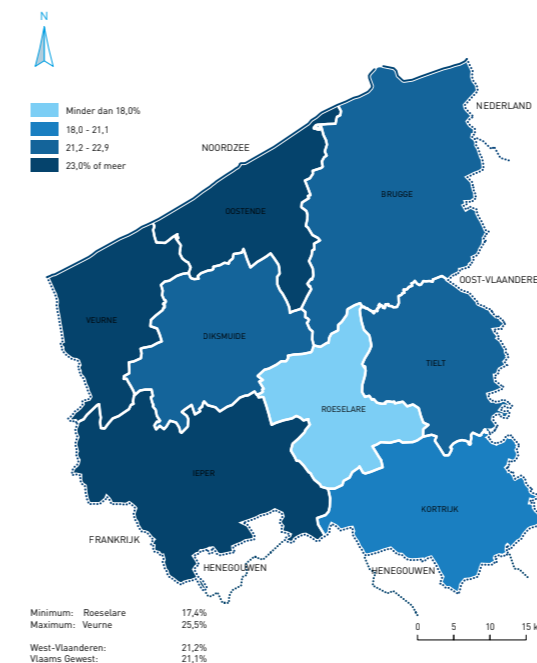 N
Minder dan 18,0%
18,0 - 21,1
21,2 - 22,9
23,0% of meer
NEDERLAND
NOORDZEE
BRUGGE
OOSTENDE
OOST-VLAANDERE
VEURNE
DIKSMUIDE
TIELT
ROESELARE
IEPER
KORTRIJK
FRANKRIJK
HENEGOUWEN
HENEGOUWEN
Minimum: Roeselare 17,4%
Maximum: Veurne 25,5%
West-Vlaanderen: 21,2%
Vlaams Gewest: 21,1%
0 5 10 15 k